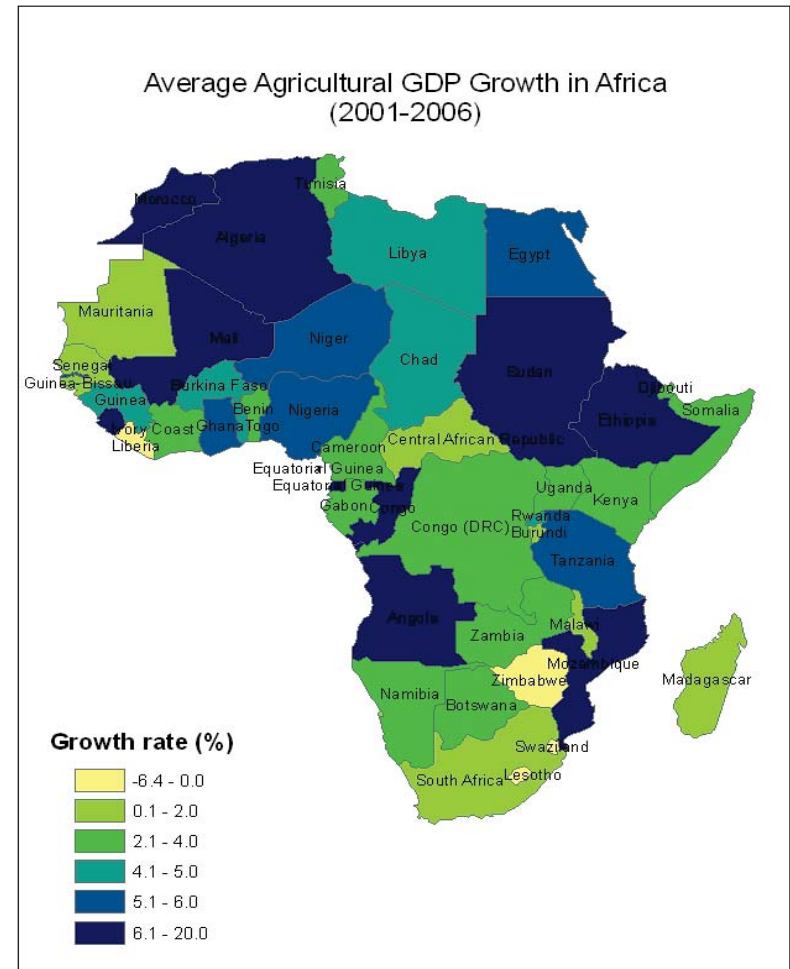 Average Agricultural GDP Growth in Africa
(2001-2006)
Tunisia
Morocco
Algeria
Libya
Egypt
Mauritania
Mali
Niger
Chad
Sudan
Senegal
Guinea-Bissau
Burkina Faso
Guinea
Benin
Nigeria
Djibouti
Somalia
Ethiopia
Ivory Coast
Ghana
Togo
Liberia
Cameroon
Central African Republic
Equatorial Guinea
Equatorial Guinea
Uganda
Kenya
Gabon
Congo
Rwanda
Congo (DRC)
Burundi
Tanzania
Angola
Malawi
Zambia
Mozambique
Zimbabwe
Madagascar
Namibia
Botswana
Swaziland
South Africa
Lesotho
Growth rate (%)
-6.4 - 0.0
0.1 - 2.0
2.1 - 4.0
4.1 - 5.0
5.1 - 6.0
6.1 - 20.0